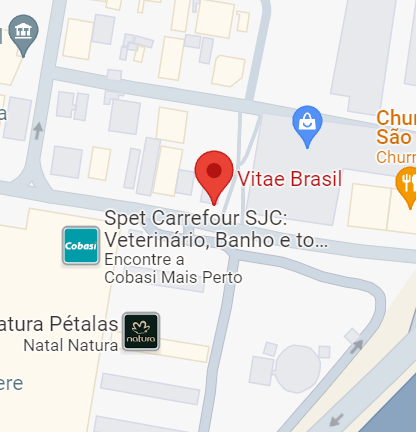 a
Chur
São
Churr
Vitae Brasil
Spet Carrefour SJC:
Veterinário, Banho e to...
Cobasi
Encontre a
Cobasi Mais Perto
atura Pétalas
Natal Natura
natura
ere